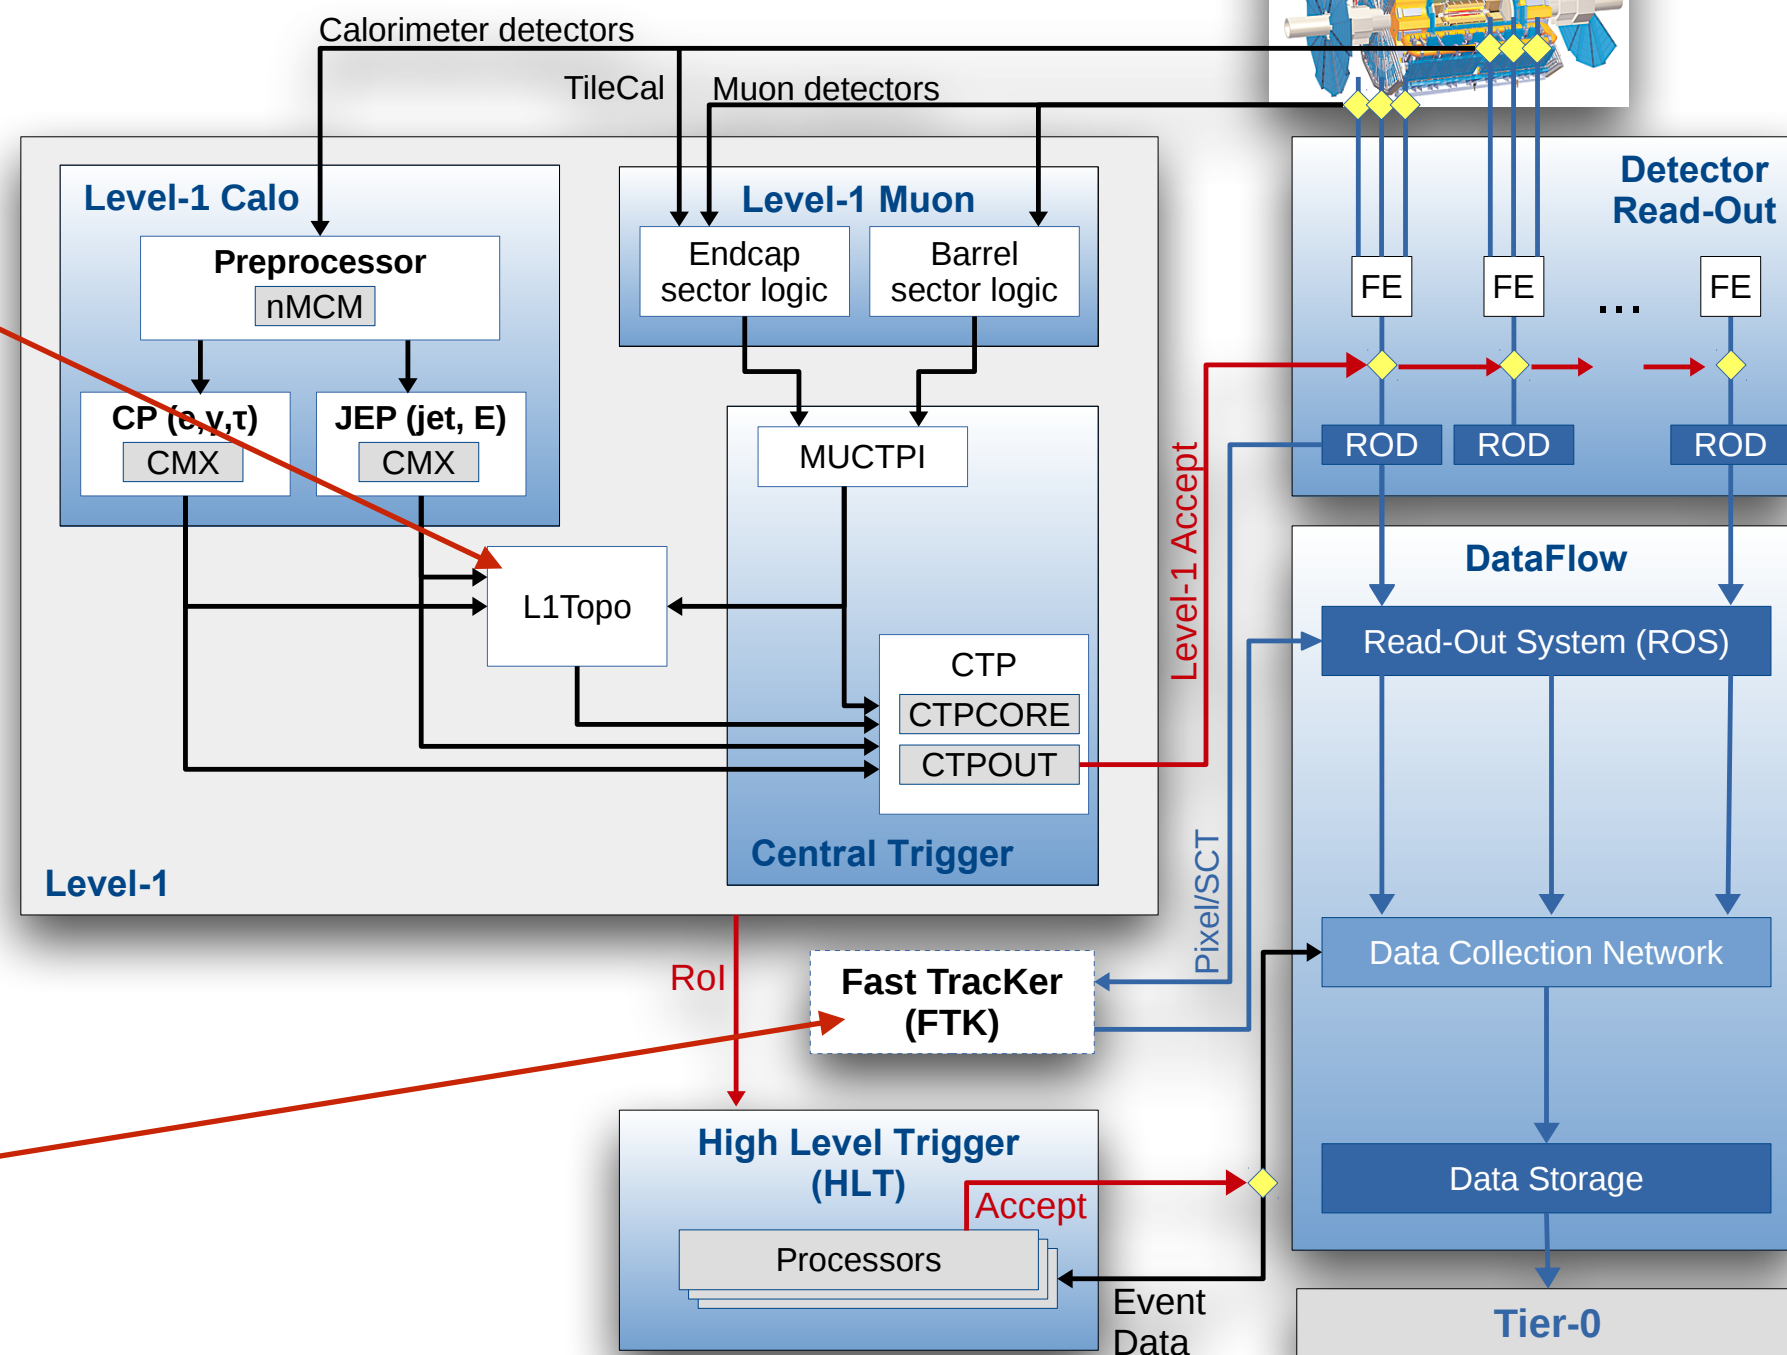 Calorimeter detectors
TileCal
Muon detectors
Detector
Read-Out
Level-1 Calo
Level-1 Muon
Preprocessor
nMCM
Endcap
sector logic
Barrel
sector logic
FE
FE
...
FE
CP (e,γ,τ)
CMX
JEP (jet, E)
CMX
MUCTPI
ROD
ROD
ROD
Level-1 Accept
DataFlow
L1Topo
Read-Out System (ROS)
CTP
CTPCORE
CTPOUT
Central Trigger
Level-1
Pixel/SCT
RoI
Fast TracKer
(FTK)
Data Collection Network
High Level Trigger
(HLT)
Accept
Processors
Data Storage
Event
Data
Tier-0